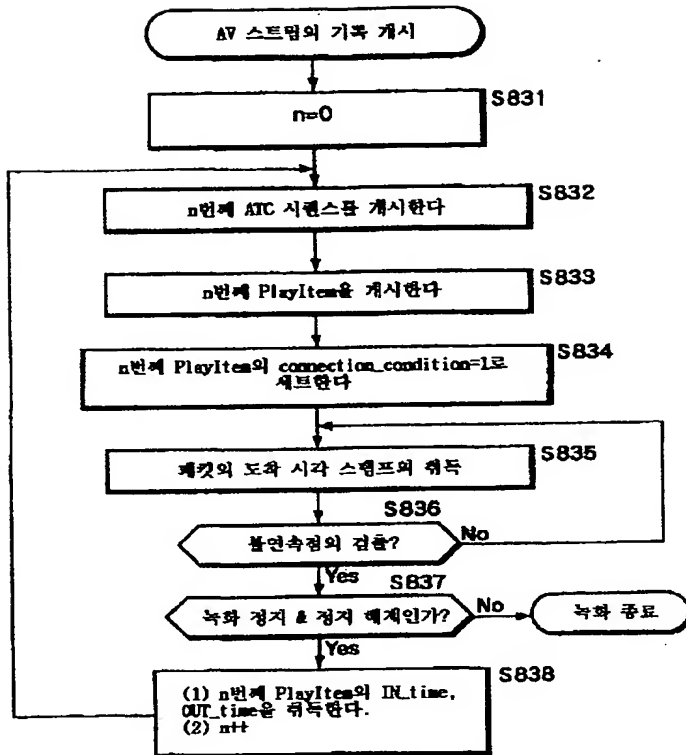 AV 스트림의 기록 개시
S831
n=0
S832
n번째 ATC 시퀀스를 개시한다
S833
n번째 PlayItem을 개시한다
S834
n번째 PlayItem의 connection_condition=1로
세트한다
S835
패킷의 도착 시각 스탬프의 취득
S836
불연속점의 검출?
No
Yes
S837
녹화 정지 & 정지 해제인가?
No
녹화 종료
Yes
S838
(1) n번째 PlayItem의 IN_time,
OUT_time을 취득한다.
(2) n++